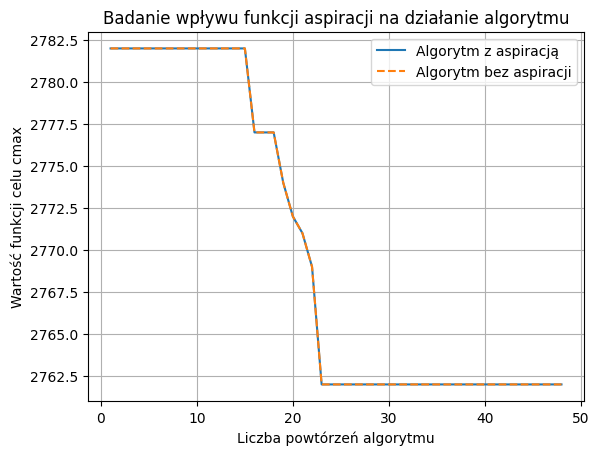 Badanie wpływu funkcji aspiracji na działanie algorytmu
Algorytm z aspiracją
Algorytm bez aspiracji
Wartość funkcji celu cmax
2782.5
2780.0
2777.5
2775.0
2772.5
2770.0
2767.5
2765.0
2762.5
0 10 20 30 40 50
Liczba powtórzeń algorytmu